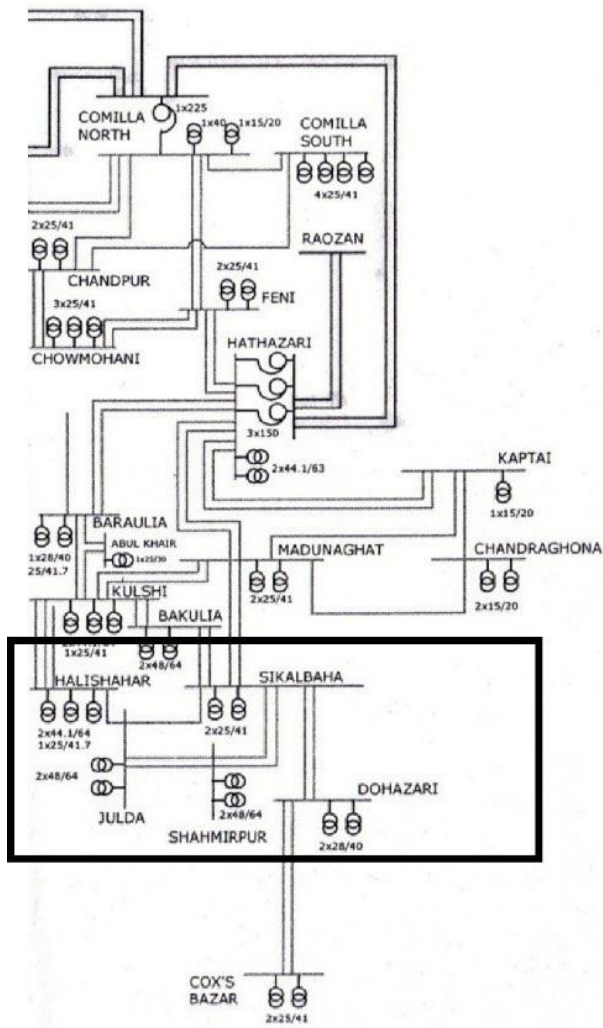 COMILLA
NORTH
1x225
1x40
1x15/20
COMILLA
SOUTH
4x25/41
2x25/41
CHANDPUR
RAOZAN
2x25/41
FENI
3x25/41
CHOWMOHANI
HATHAZARI
3x150
2x44.1/63
KAPTAI
1x15/20
BARAULIA
1x28/40
25/41.7
ABUL KHAIR
1x25/30
MADUNAGHAT
2x25/41
CHANDRAGHONA
2x15/20
KULSHI
1x25/41
BAKULIA
2x48/64
HALISHAHAR
2x44.1/64
1x25/41.7
SIKALBAHA
2x25/41
2x48/64
JULDA
2x48/64
SHAHMIRPUR
DOHAZARI
2x28/40
COX'S
BAZAR
2x25/41